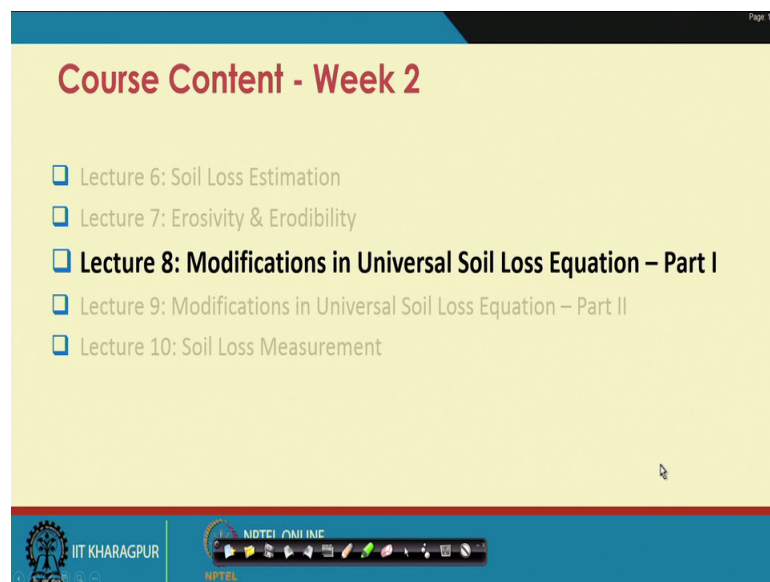 Page: 1
Course Content - Week 2
Lecture 6: Soil Loss Estimation
Lecture 7: Erosivity & Erodibility
Lecture 8: Modifications in Universal Soil Loss Equation – Part I
Lecture 9: Modifications in Universal Soil Loss Equation – Part II
Lecture 10: Soil Loss Measurement
IIT KHARAGPUR
NPTEL ONLINE
NPTEL